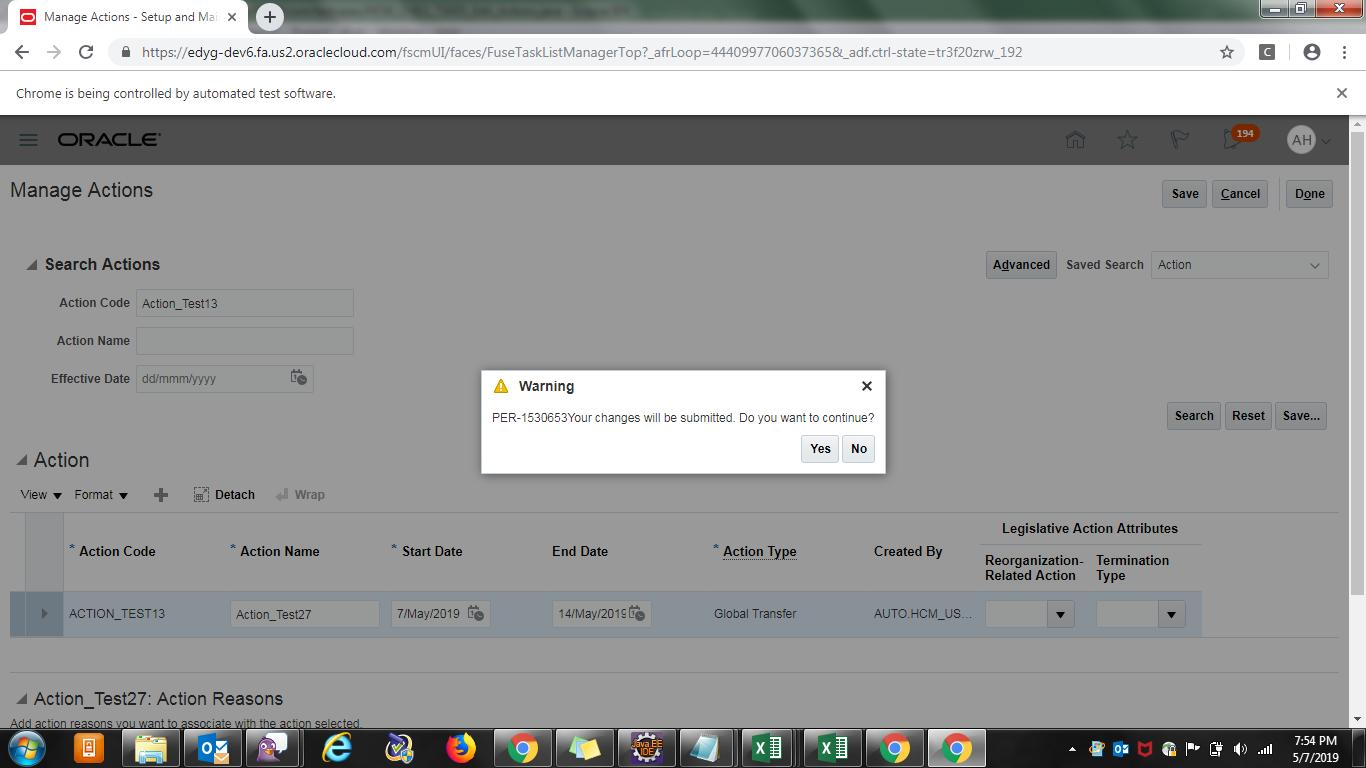 Manage Actions - Setup and Mai
https://edyg-dev6.fa.us2.oraclecloud.com/fscmUI/faces/FuseTaskListManagerTop?_afrLoop=44409977060373​65&_adf.ctrl-state=tr3f20zrw_192
C
Chrome is being controlled by automated test software.
ORACLE
194
AH
Manage Actions
Save Cancel Done
Search Actions
Advanced Saved Search Action
Action Code Action_Test13
Action Name
Effective Date dd/mmm/yyyy
Warning
PER-1530653Your changes will be submitted. Do you want to continue?
Yes No
Search Reset Save...
Action
View Format Detach Wrap
Legislative Action Attributes
* Action Code * Action Name * Start Date End Date * Action Type Created By Reorganization-Related Action Termination Type
ACTION_TEST13 Action_Test27 7/May/2019 14/May/2019 Global Transfer AUTO.HCM_US...
Action_Test27: Action Reasons
Add action reasons you want to associate with the action selected.
Java EE
IDE
7:54 PM
5/7/2019